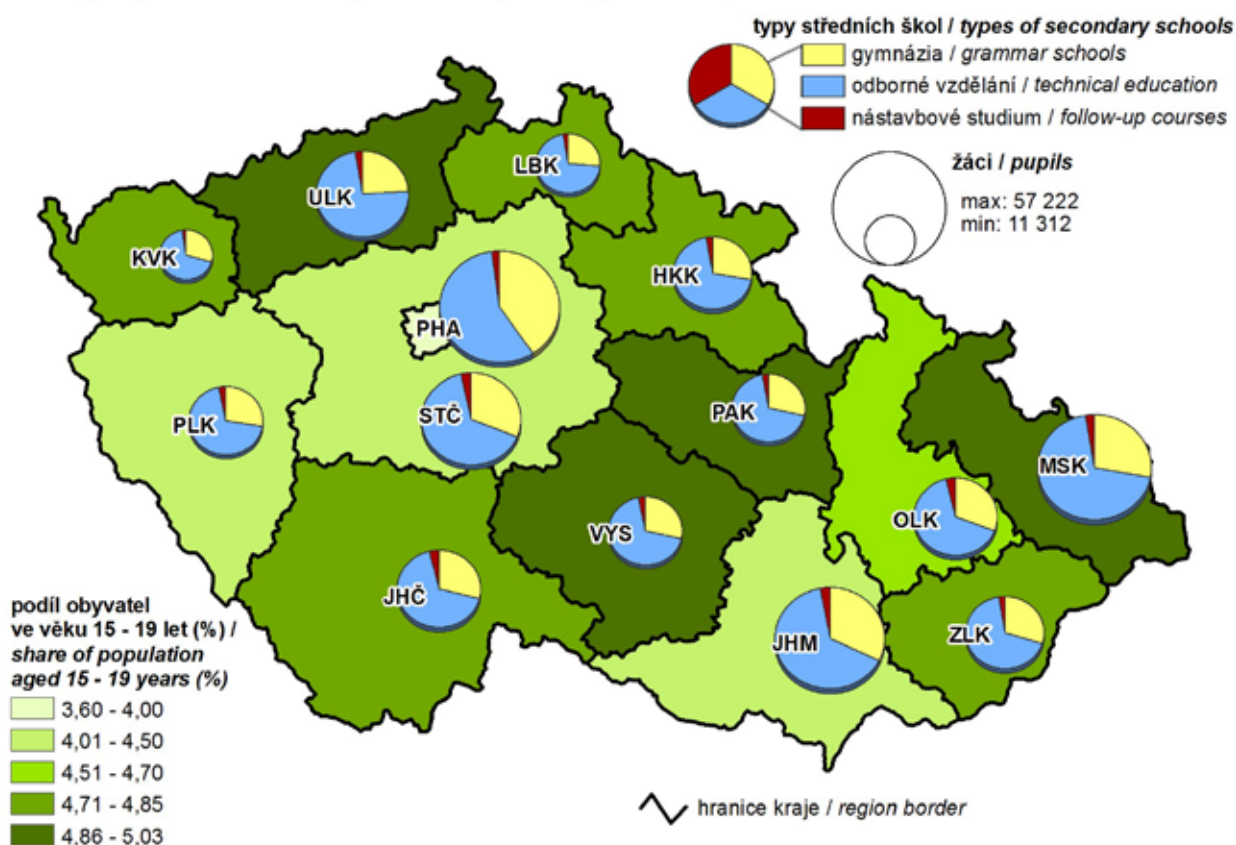 typy středních škol / types of secondary schools
gymnázia / grammar schools
odborné vzdělání / technical education
nástavbové studium / follow-up courses
žáci / pupils
max: 57 222
min: 11 312
LBK
ULK
KVK
HKK
PHA
PLK
STČ
PAK
MSK
OLK
VYS
JHČ
JHM
ZLK
podíl obyvatel
ve věku 15 - 19 let (%) /
share of population
aged 15 - 19 years (%)
3,60 - 4,00
4,01 - 4,50
4,51 - 4,70
4,71 - 4,85
4,86 - 5,03
hranice kraje / region border